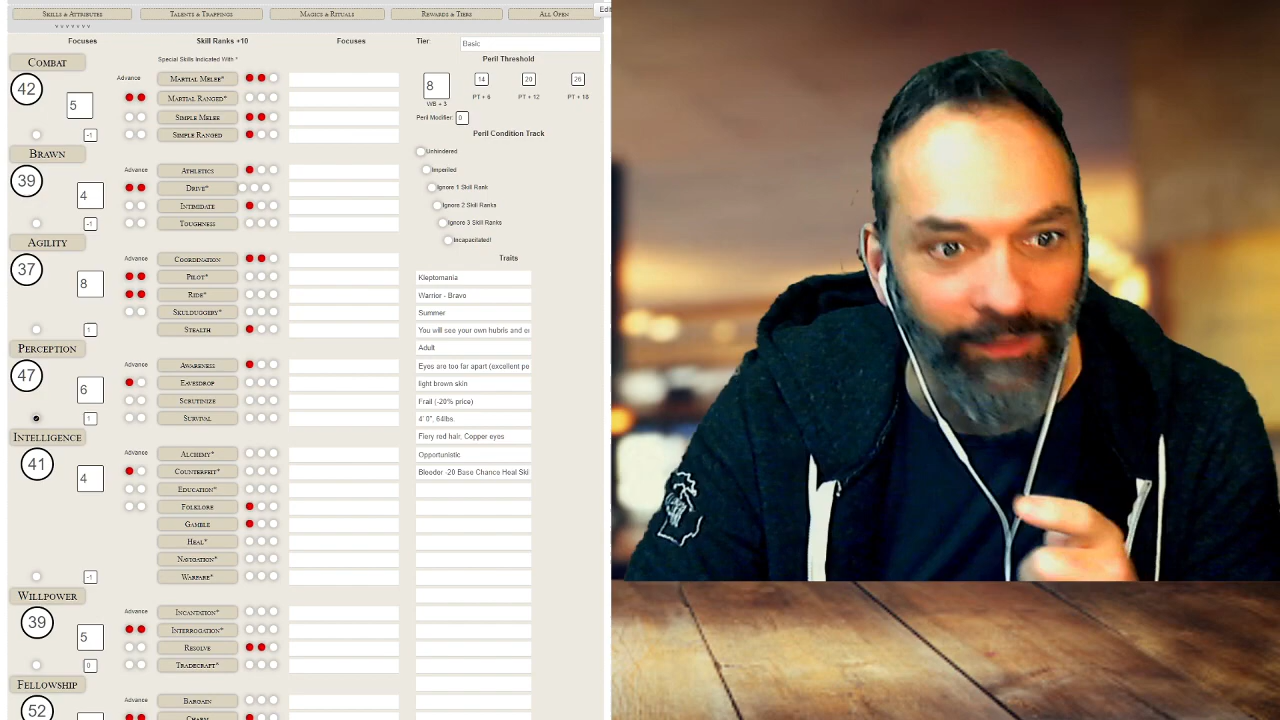 SKILLS & ATTRIBUTES
TALENTS & TRAPPINGS
MAGICS & RITUALS
REWARDS & TIERS
ALL OPEN
Edi
v v v v v v v
Focuses
Skill Ranks +10
Focuses
Tier:
Basic
Special Skills Indicated With *
Peril Threshold
COMBAT
42
5
-1
Advance
MARTIAL MELEE*
MARTIAL RANGED*
SIMPLE MELEE
SIMPLE RANGED
8
14
20
26
WB + 3
PT + 6
PT + 12
PT + 18
Peril Modifier:
0
Peril Condition Track
Unhindered
Imperiled
Ignore 1 Skill Rank
Ignore 2 Skill Ranks
Ignore 3 Skill Ranks
Incapacitated!
BRAWN
39
4
-1
Advance
ATHLETICS
DRIVE*
INTIMIDATE
TOUGHNESS
AGILITY
37
8
1
Advance
COORDINATION
PILOT*
RIDE*
SKULDUGGERY*
STEALTH
Traits
Kleptomania
Warrior - Bravo
Summer
You will see your own hubris and e
Adult
Eyes are too far apart (excellent pe
light brown skin
Frail (-20% price)
4' 0", 64lbs
Fiery red hair, Copper eyes
Opportunistic
Bleeder -20 Base Chance Heal Ski
PERCEPTION
47
6
1
Advance
AWARENESS
EAVESDROP
SCRUTINIZE
SURVIVAL
INTELLIGENCE
41
4
-1
Advance
ALCHEMY*
COUNTERFEIT*
EDUCATION*
FOLKLORE
GAMBLE
HEAL*
NAVIGATION*
WARFARE*
WILLPOWER
39
5
0
Advance
INCANTATION*
INTERROGATION*
RESOLVE
TRADECRAFT*
FELLOWSHIP
52
Advance
BARGAIN
CHARM